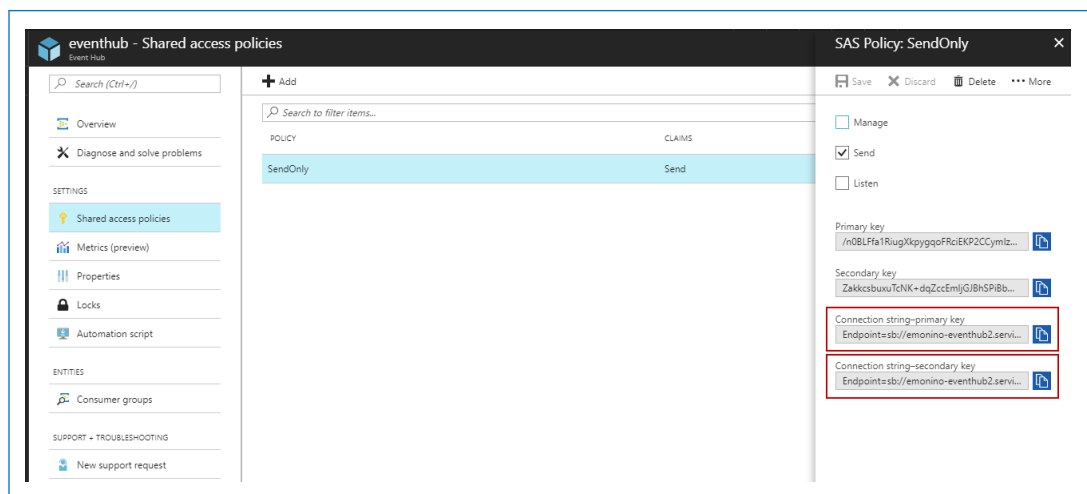 eventhub - Shared access policies
Event Hub
Search (Ctrl+/)
Overview
Diagnose and solve problems
SETTINGS
Shared access policies
Metrics (preview)
Properties
Locks
Automation script
ENTITIES
Consumer groups
SUPPORT + TROUBLESHOOTING
New support request
Add
Search to filter items...
POLICY CLAIMS
SendOnly Send
SAS Policy: SendOnly
Save Discard Delete ••• More
Manage
Send
Listen
Primary key
/n0BLFfa1RiugXkpygqoFRciEKP2CCymIz...
Secondary key
ZakkcsbuxuTcNK+dqZccEmljGJBhSPiBb...
Connection string–primary key
Endpoint=sb://emonino-eventhub2.servi...
Connection string–secondary key
Endpoint=sb://emonino-eventhub2.servi...